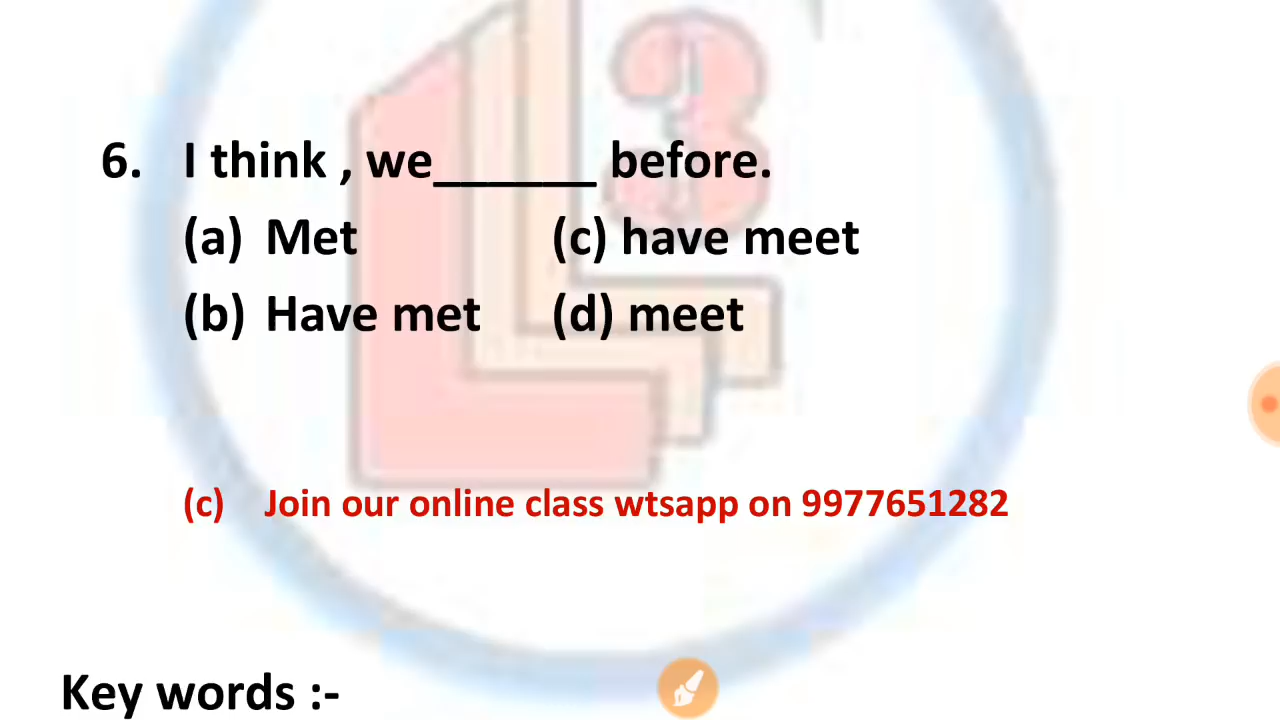 6. I think , we______ before.
(a) Met (c) have meet
(b) Have met (d) meet
(c) Join our online class wtsapp on 9977651282
Key words :-